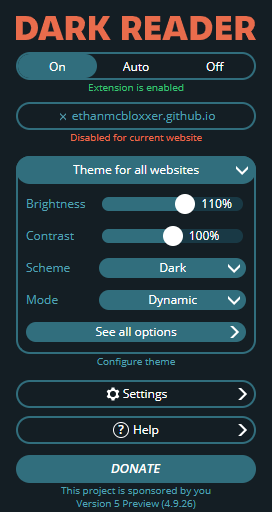 DARK READER
On Auto Off
Extension is enabled
× ethanmcbloxxer.github.io
Disabled for current website
Theme for all websites
Brightness 110%
Contrast 100%
Scheme Dark
Mode Dynamic
See all options
Configure theme
Settings
? Help
DONATE
This project is sponsored by you
Version 5 Preview (4.9.26)